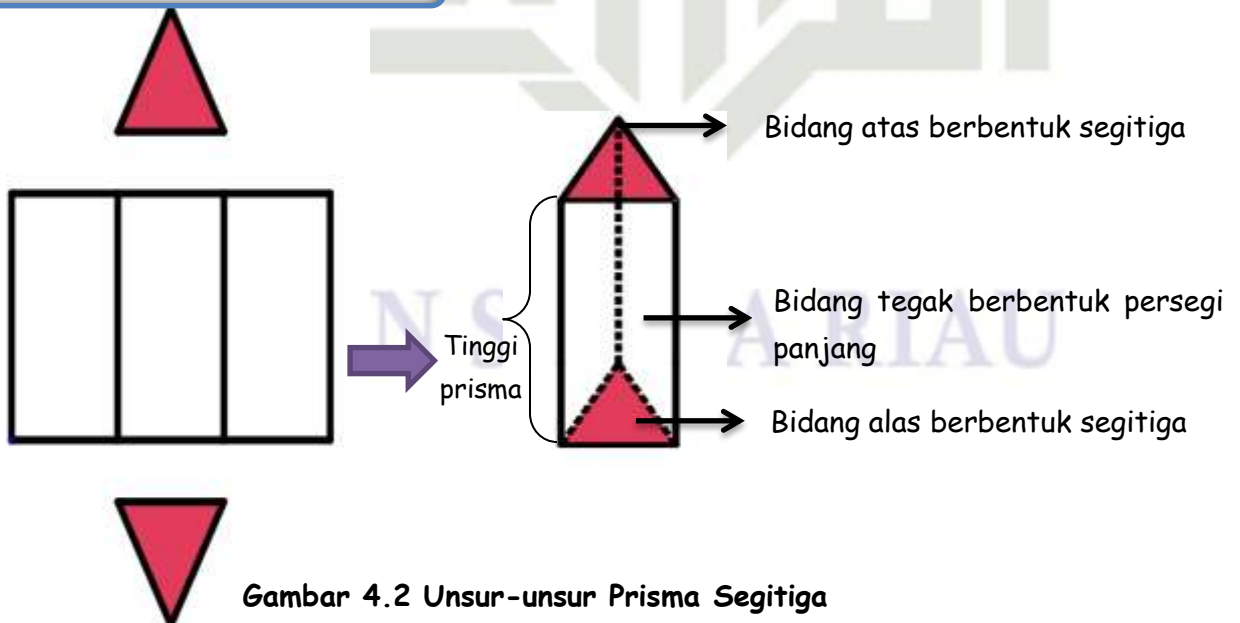 Bidang atas berbentuk segitiga
Bidang tegak berbentuk persegi
panjang
Tinggi
prisma
Bidang alas berbentuk segitiga
Gambar 4.2 Unsur-unsur Prisma Segitiga
RIAU